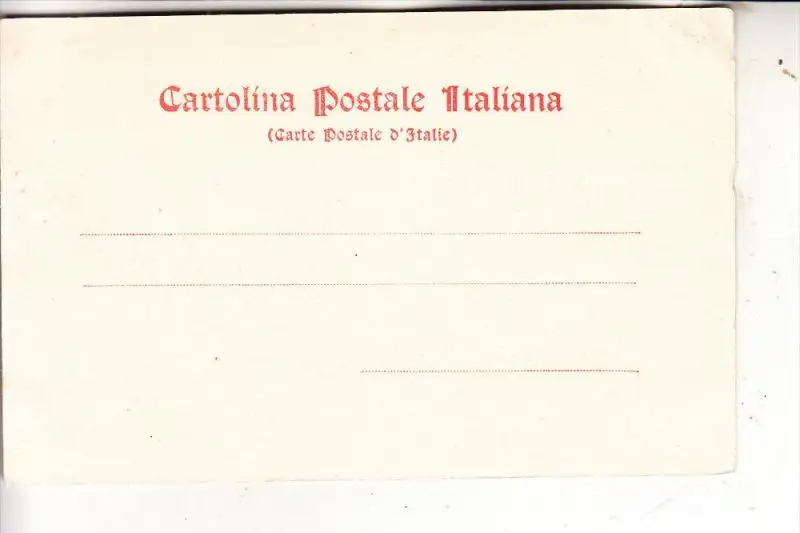 Cartolina Postale Italiana
(Carte Postale d'Italie)